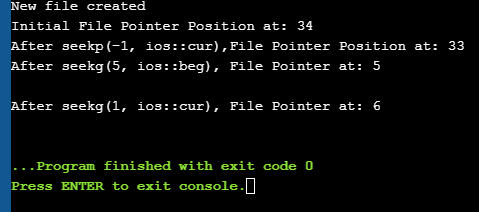 New file created
Initial File Pointer Position at: 34
After seekp(-1, ios::cur),File Pointer Position at: 33
After seekg(5, ios::beg), File Pointer at: 5
After seekg(1, ios::cur), File Pointer at: 6
...Program finished with exit code 0
Press ENTER to exit console.